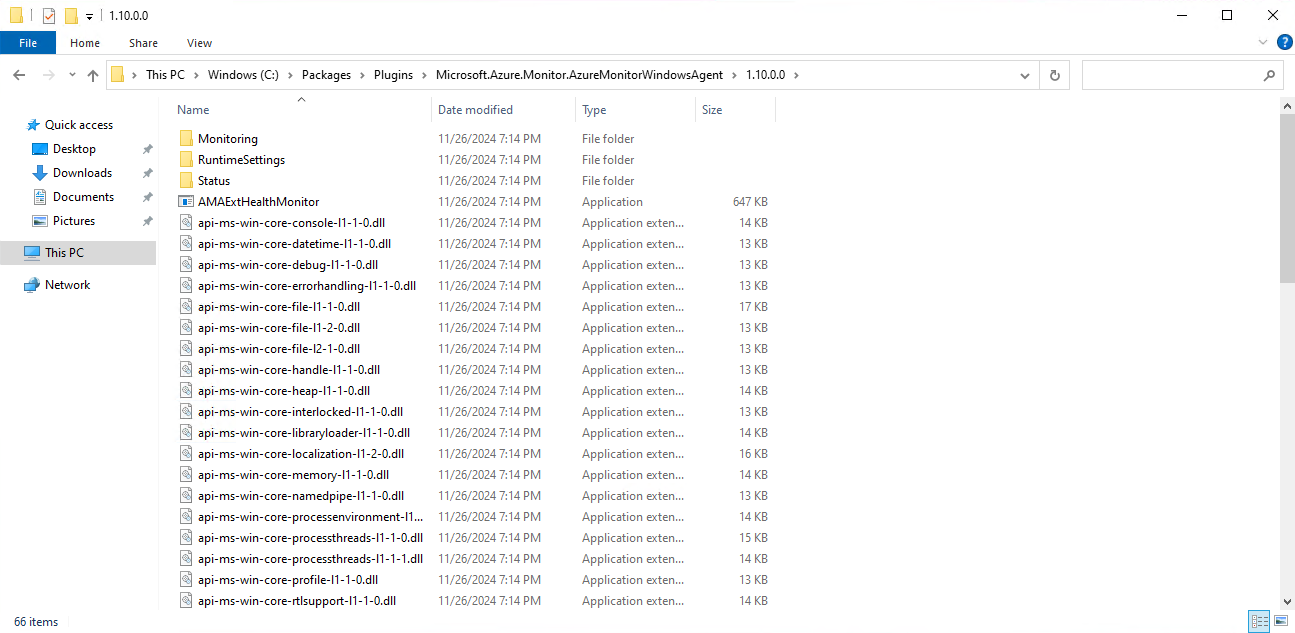 1.10.0.0
File Home Share View
This PC Windows (C:) Packages Plugins Microsoft.Azure.Monitor.AzureMonitorWindowsAgent 1.10.0.0
Quick access
Desktop
Downloads
Documents
Pictures
This PC
Network
Name Date modified Type Size
Monitoring 11/26/2024 7:14 PM File folder
RuntimeSettings 11/26/2024 7:14 PM File folder
Status 11/26/2024 7:14 PM File folder
AMAExtHealthMonitor 11/26/2024 7:14 PM Application 647 KB
api-ms-win-core-console-l1-1-0.dll 11/26/2024 7:14 PM Application exten... 14 KB
api-ms-win-core-datetime-l1-1-0.dll 11/26/2024 7:14 PM Application exten... 13 KB
api-ms-win-core-debug-l1-1-0.dll 11/26/2024 7:14 PM Application exten... 13 KB
api-ms-win-core-errorhandling-l1-1-0.dll 11/26/2024 7:14 PM Application exten... 13 KB
api-ms-win-core-file-l1-1-0.dll 11/26/2024 7:14 PM Application exten... 17 KB
api-ms-win-core-file-l1-2-0.dll 11/26/2024 7:14 PM Application exten... 13 KB
api-ms-win-core-file-l2-1-0.dll 11/26/2024 7:14 PM Application exten... 13 KB
api-ms-win-core-handle-l1-1-0.dll 11/26/2024 7:14 PM Application exten... 13 KB
api-ms-win-core-heap-l1-1-0.dll 11/26/2024 7:14 PM Application exten... 14 KB
api-ms-win-core-interlocked-l1-1-0.dll 11/26/2024 7:14 PM Application exten... 13 KB
api-ms-win-core-libraryloader-l1-1-0.dll 11/26/2024 7:14 PM Application exten... 14 KB
api-ms-win-core-localization-l1-2-0.dll 11/26/2024 7:14 PM Application exten... 16 KB
api-ms-win-core-memory-l1-1-0.dll 11/26/2024 7:14 PM Application exten... 14 KB
api-ms-win-core-namedpipe-l1-1-0.dll 11/26/2024 7:14 PM Application exten... 13 KB
api-ms-win-core-processenvironment-l1... 11/26/2024 7:14 PM Application exten... 14 KB
api-ms-win-core-processthreads-l1-1-0.dll 11/26/2024 7:14 PM Application exten... 15 KB
api-ms-win-core-processthreads-l1-1-1.dll 11/26/2024 7:14 PM Application exten... 14 KB
api-ms-win-core-profile-l1-1-0.dll 11/26/2024 7:14 PM Application exten... 13 KB
api-ms-win-core-rtlsupport-l1-1-0.dll 11/26/2024 7:14 PM Application exten... 14 KB
66 items